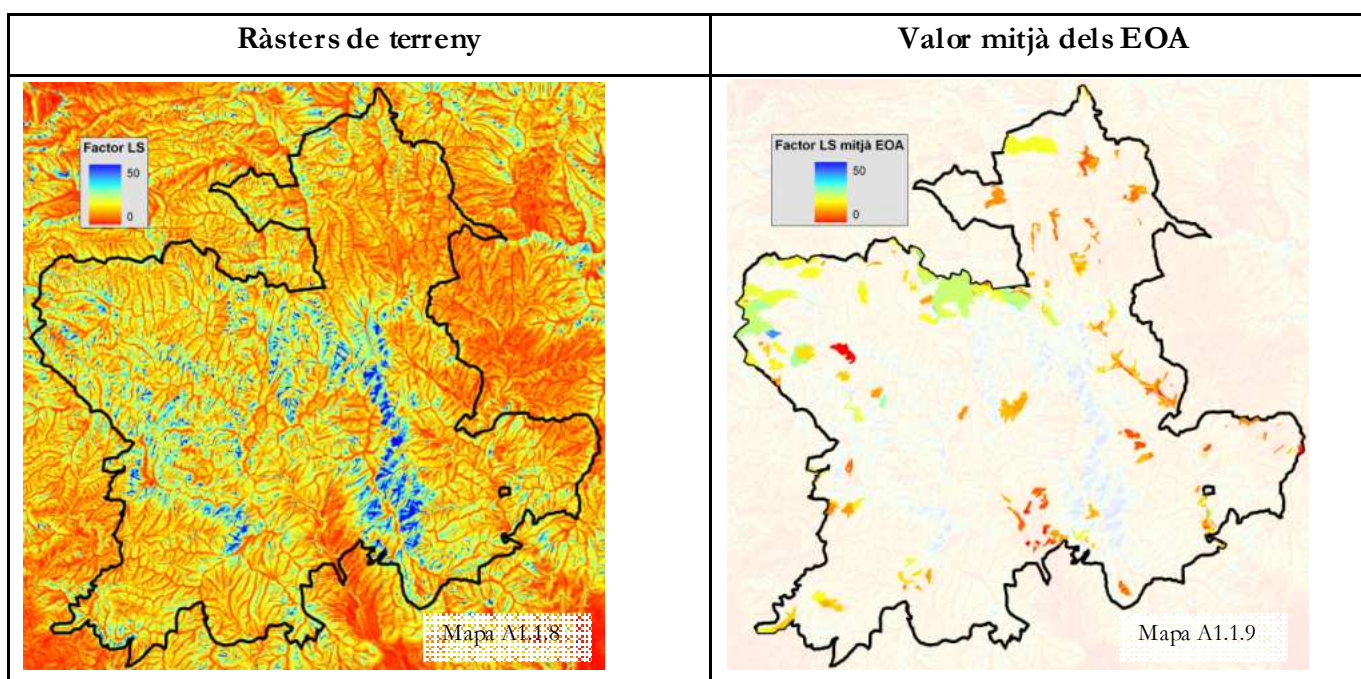 Ràsters de terreny
Valor mitjà dels EOA
Factor LS
50
0
Mapa A1.1.8
Factor LS mitjà EOA
50
0
Mapa A1.1.9